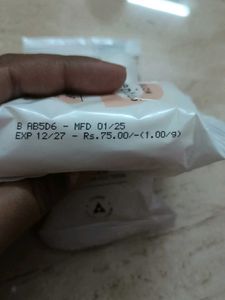 B AB5D6 - MFD 01/25
EXP 12/27 - Rs.75.00/-(1.00/g)